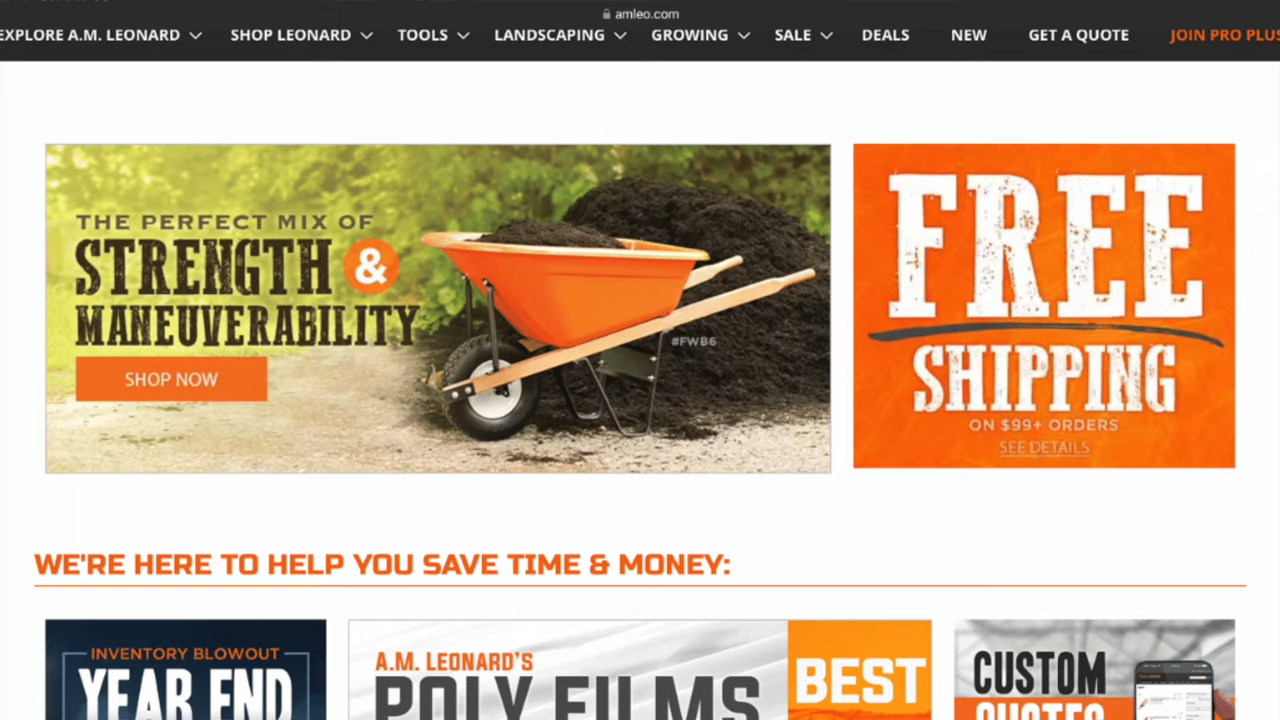 amleo.com
EXPLORE A.M. LEONARD SHOP LEONARD TOOLS LANDSCAPING GROWING SALE DEALS NEW GET A QUOTE JOIN PRO PLUS
THE PERFECT MIX OF
STRENGTH &
MANEUVERABILITY
SHOP NOW
#FWB6
FREE
SHIPPING
ON $99+ ORDERS
SEE DETAILS
WE'RE HERE TO HELP YOU SAVE TIME & MONEY:
INVENTORY BLOWOUT
YEAR END
A.M. LEONARD'S
POLY FILMS
BEST
CUSTOM
QUOTES